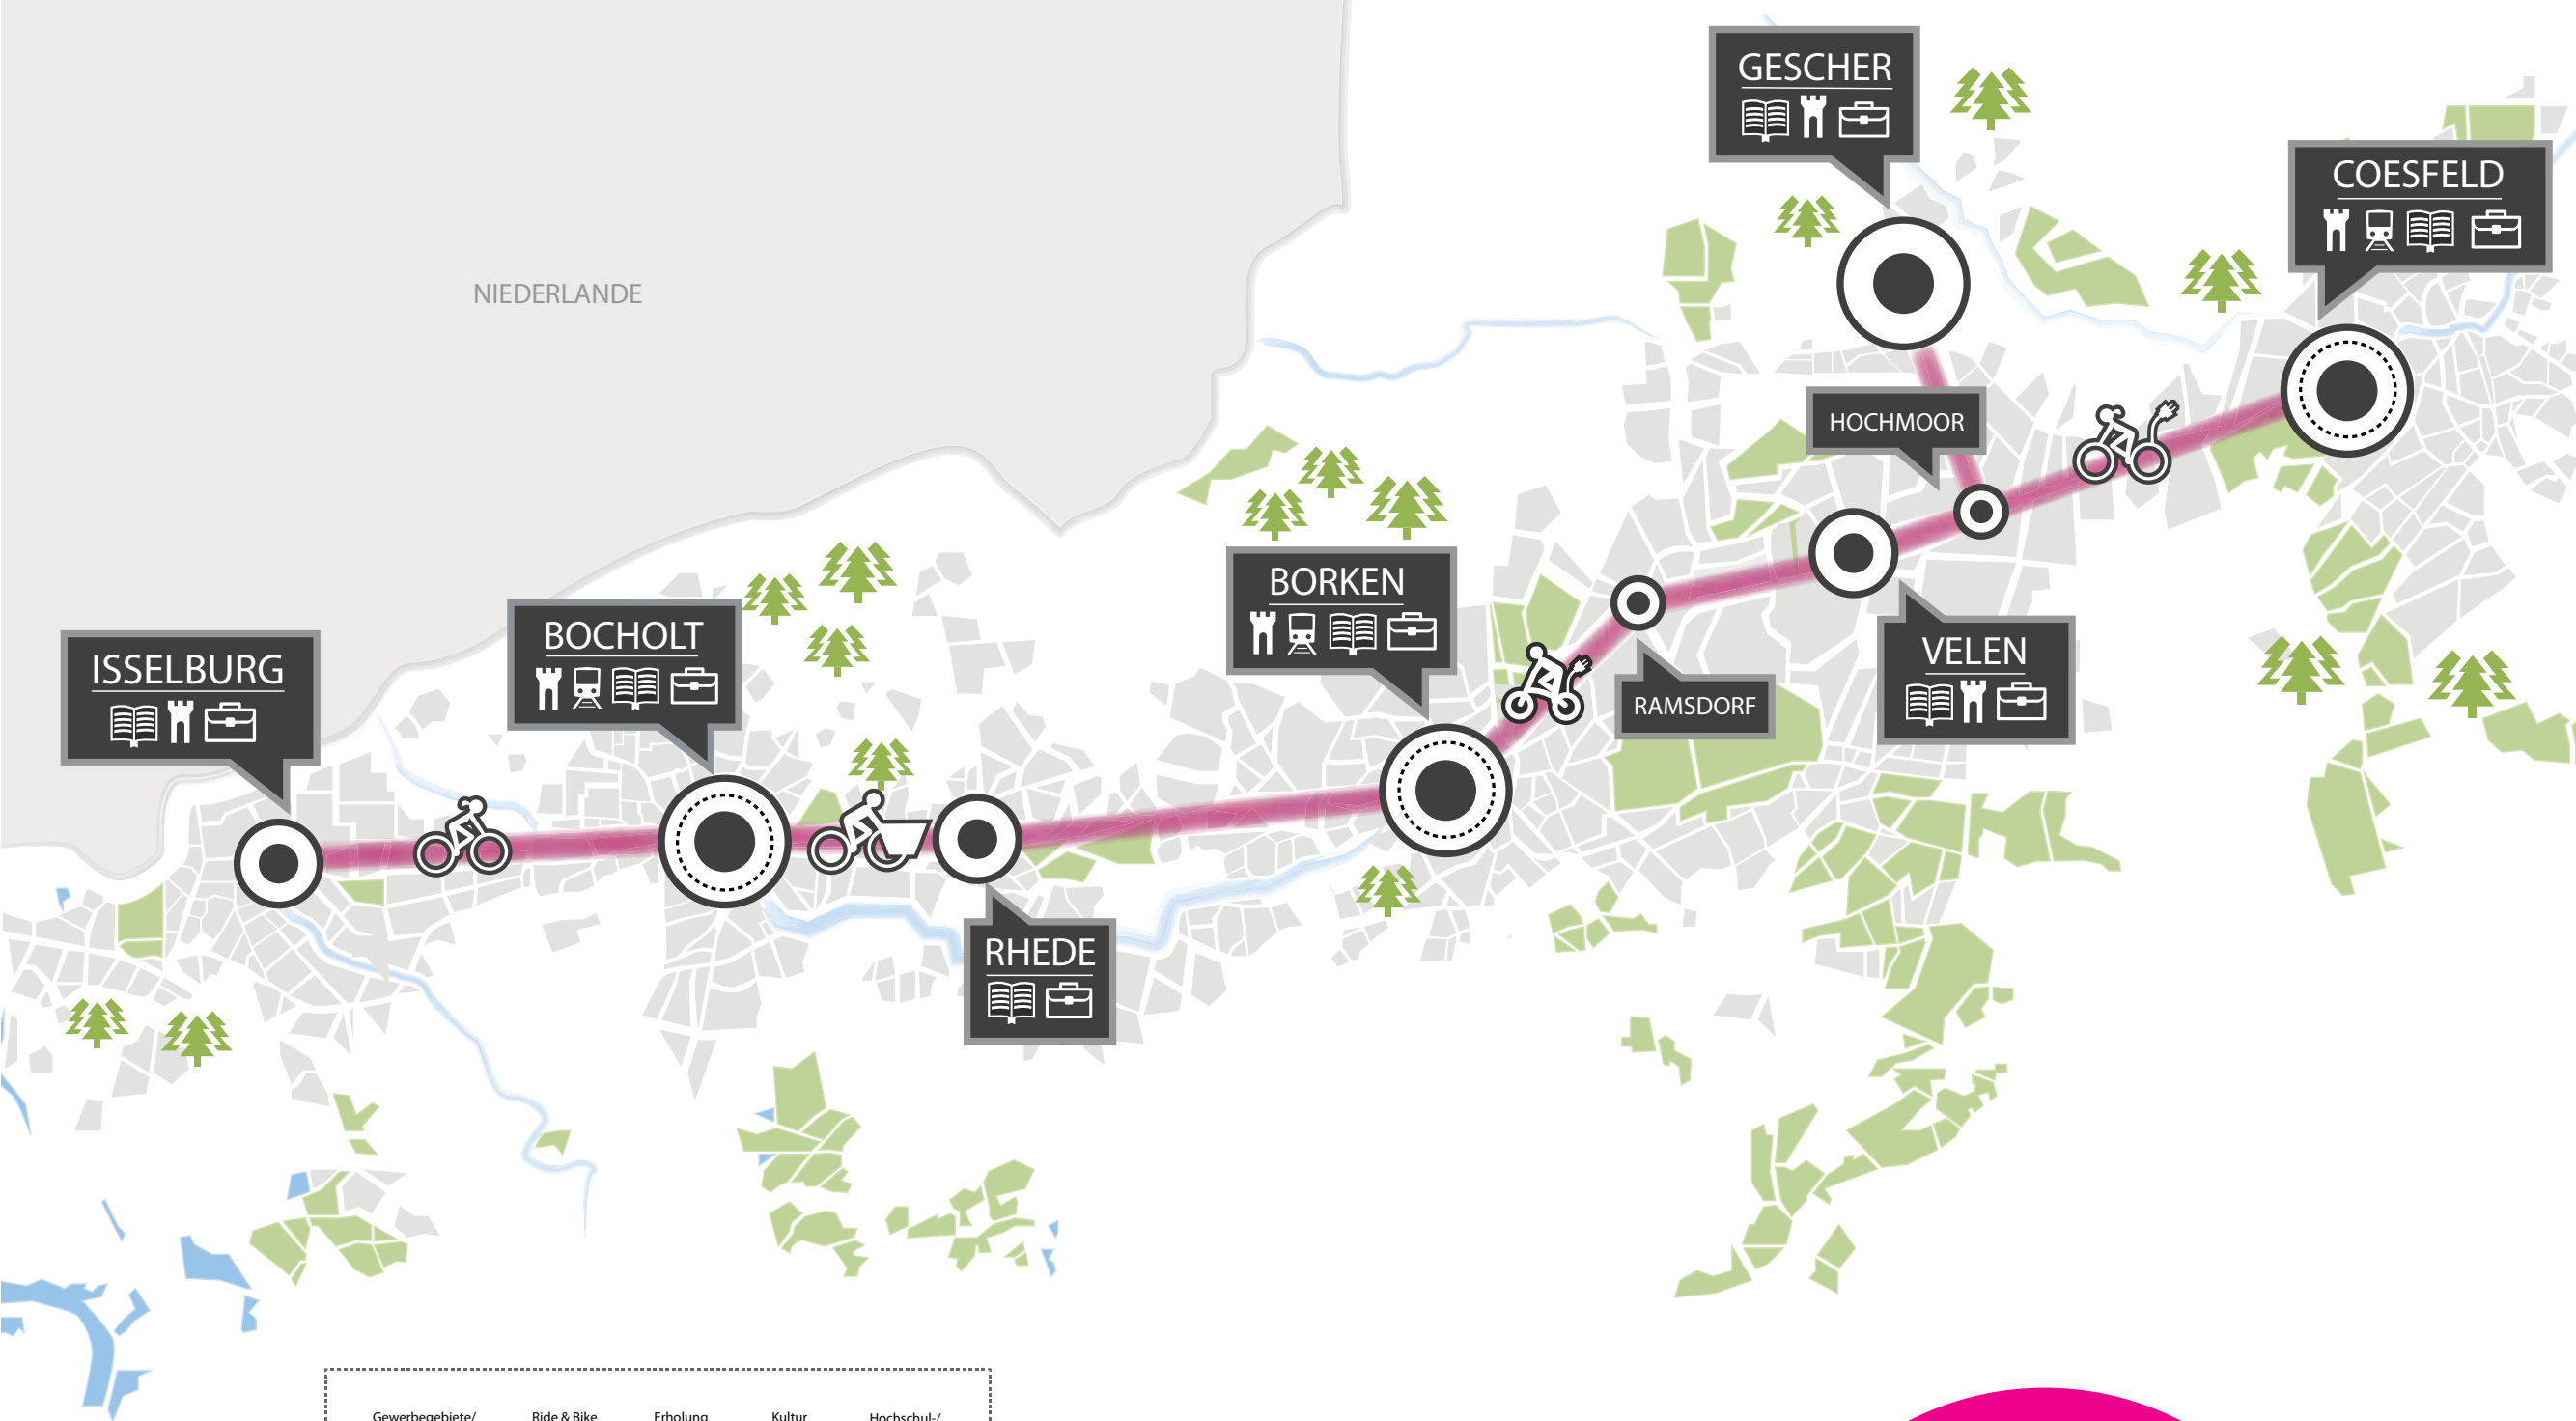 GESCHER
COESFELD
NIEDERLANDE
HOCHMOOR
BORKEN
BOCHOLT
ISSELBURG
VELEN
RAMSDORF
RHEDE
Gewerbegebiete/
Ride & Bike
Erholung
Kultur
Hochschul-/